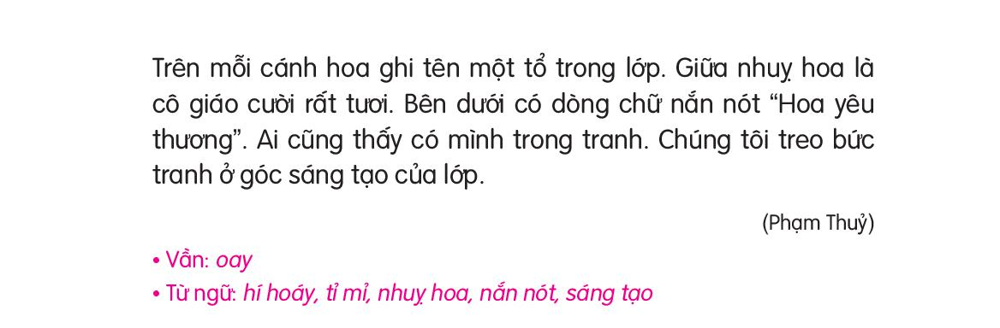 Trên mỗi cánh hoa ghi tên một tổ trong lớp. Giữa nhuỵ hoa là
cô giáo cười rất tươi. Bên dưới có dòng chữ nắn nót “Hoa yêu
thương”. Ai cũng thấy có mình trong tranh. Chúng tôi treo bức
tranh ở góc sáng tạo của lớp.
(Phạm Thuỷ)
• Vần: oay
• Từ ngữ: hí hoáy, tỉ mỉ, nhuỵ hoa, nắn nót, sáng tạo